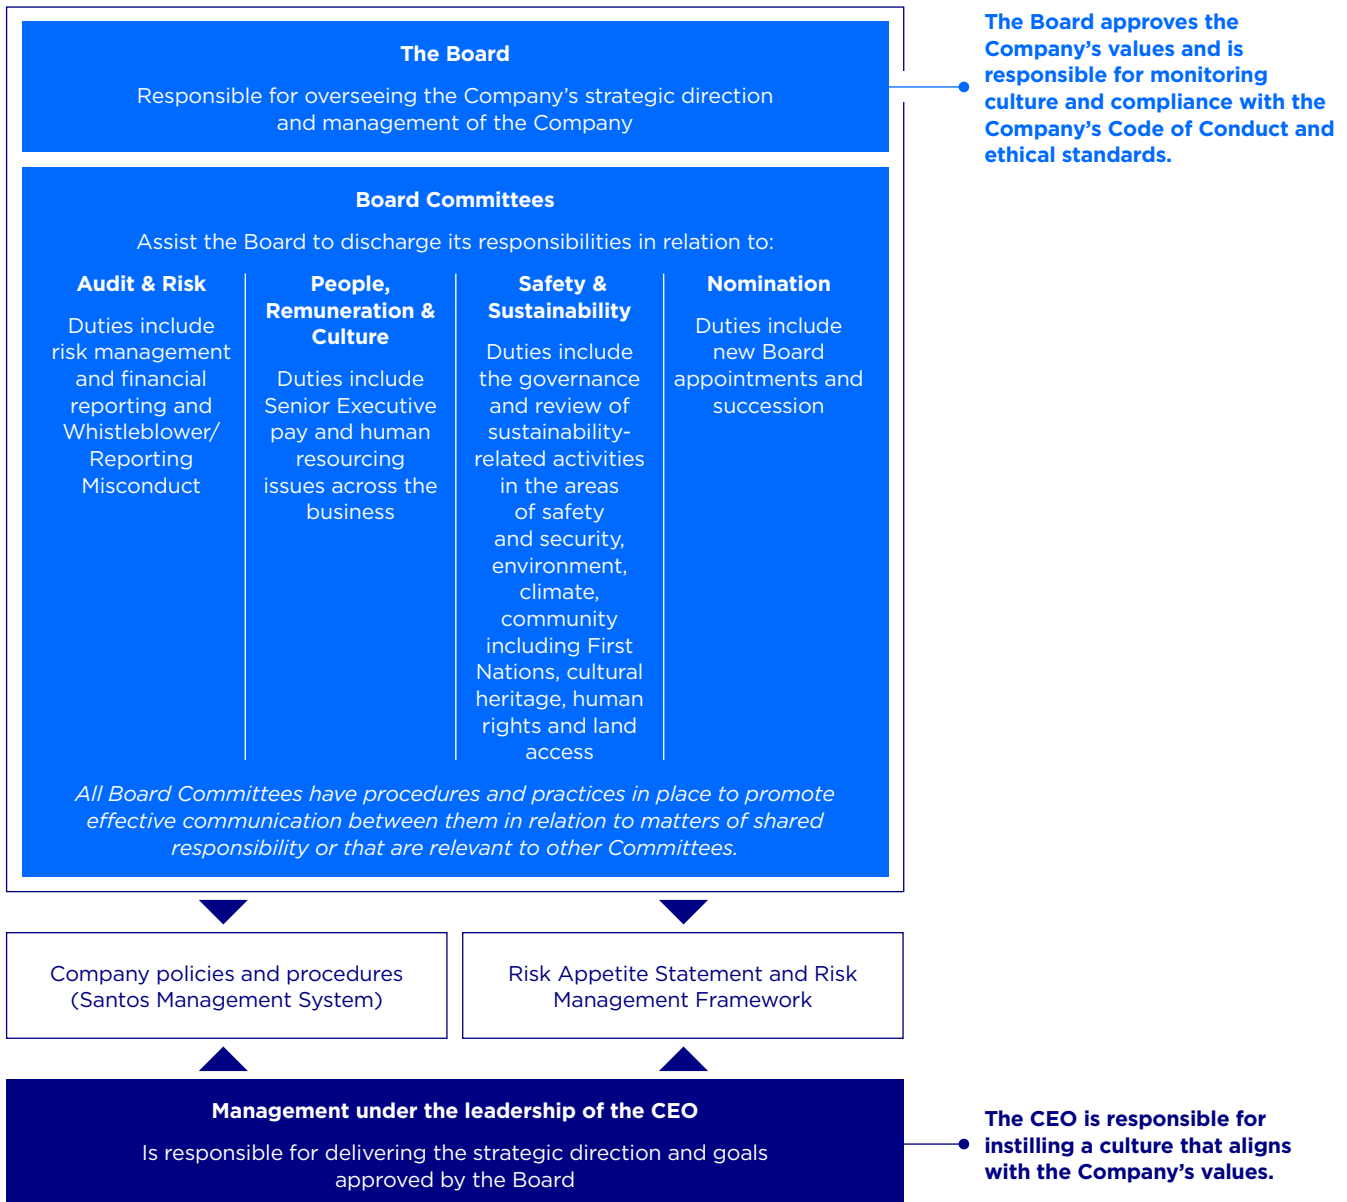 The Board
Responsible for overseeing the Company’s strategic direction
and management of the Company
The Board approves the
Company’s values and is
responsible for monitoring
culture and compliance with the
Company’s Code of Conduct and
ethical standards.
Board Committees
Assist the Board to discharge its responsibilities in relation to:
Audit & Risk
Duties include
risk management
and financial
reporting and
Whistleblower/
Reporting
Misconduct
People,
Remuneration &
Culture
Duties include
Senior Executive
pay and human
resourcing
issues across the
business
Safety &
Sustainability
Duties include
the governance
and review of
sustainability-
related activities
in the areas
of safety
and security,
environment,
climate,
community
including First
Nations, cultural
heritage, human
rights and land
access
Nomination
Duties include
new Board
appointments and
succession
All Board Committees have procedures and practices in place to promote
effective communication between them in relation to matters of shared
responsibility or that are relevant to other Committees.
Company policies and procedures
(Santos Management System)
Risk Appetite Statement and Risk
Management Framework
Management under the leadership of the CEO
Is responsible for delivering the strategic direction and goals
approved by the Board
The CEO is responsible for
instilling a culture that aligns
with the Company’s values.